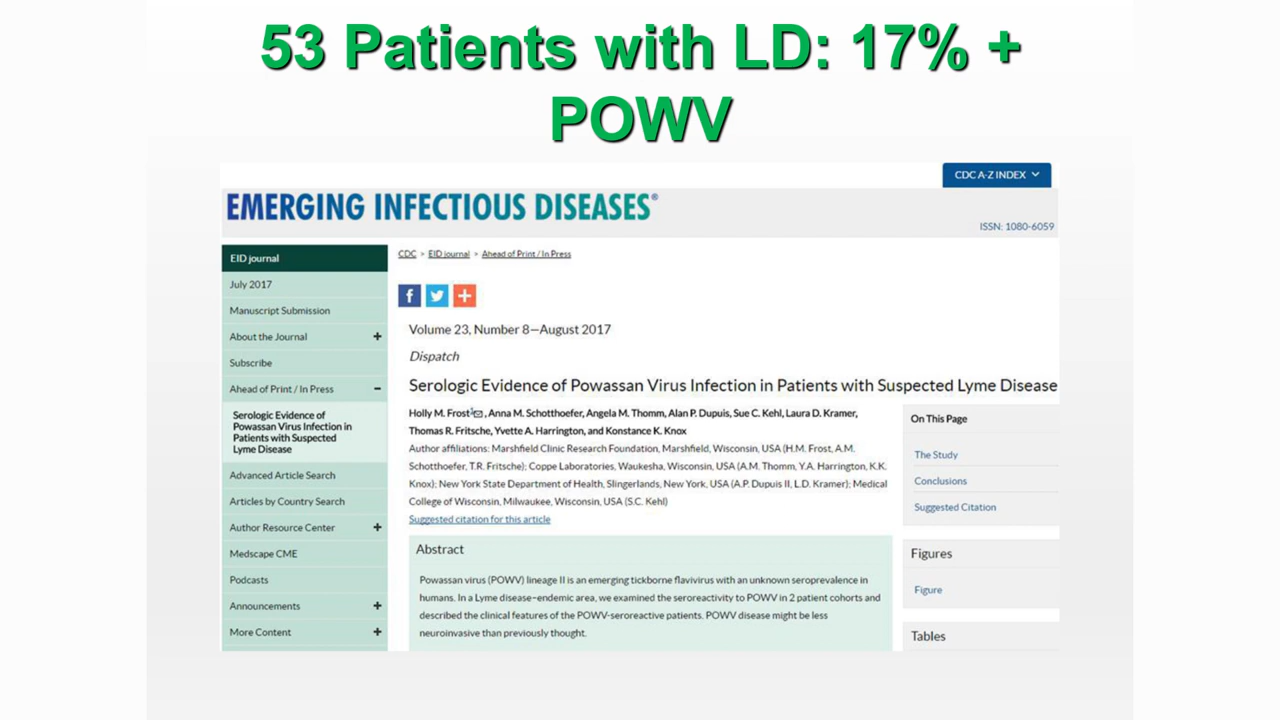 53 Patients with LD: 17% +
POWV
CDC A-Z INDEX
EMERGING INFECTIOUS DISEASES®
ISSN: 1080-6059
EID journal
July 2017
Manuscript Submission
About the Journal +
Subscribe
Ahead of Print / In Press −
Serologic Evidence of
Powassan Virus Infection in
Patients with Suspected
Lyme Disease
Advanced Article Search
Articles by Country Search
Author Resource Center +
Medscape CME
Podcasts
Announcements +
More Content +
CDC > EID journal > Ahead of Print / In Press
Volume 23, Number 8—August 2017
Dispatch
Serologic Evidence of Powassan Virus Infection in Patients with Suspected Lyme Disease
Holly M. Frost1, Anna M. Schotthoefer, Angela M. Thomm, Alan P. Dupuis, Sue C. Kehl, Laura D. Kramer,
Thomas R. Fritsche, Yvette A. Harrington, and Konstance K. Knox
Author affiliations: Marshfield Clinic Research Foundation, Marshfield, Wisconsin, USA (H.M. Frost, A.M.
Schotthoefer, T.R. Fritsche); Coppe Laboratories, Waukesha, Wisconsin, USA (A.M. Thomm, Y.A. Harrington, K.K.
Knox); New York State Department of Health, Slingerlands, New York, USA (A.P. Dupuis II, L.D. Kramer); Medical
College of Wisconsin, Milwaukee, Wisconsin, USA (S.C. Kehl)
Suggested citation for this article
Abstract
Powassan virus (POWV) lineage II is an emerging tickborne flavivirus with an unknown seroprevalence in
humans. In a Lyme disease–endemic area, we examined the seroreactivity to POWV in 2 patient cohorts and
described the clinical features of the POWV-seroreactive patients. POWV disease might be less
neuroinvasive than previously thought.
On This Page
The Study
Conclusions
Suggested Citation
Figures
Figure
Tables